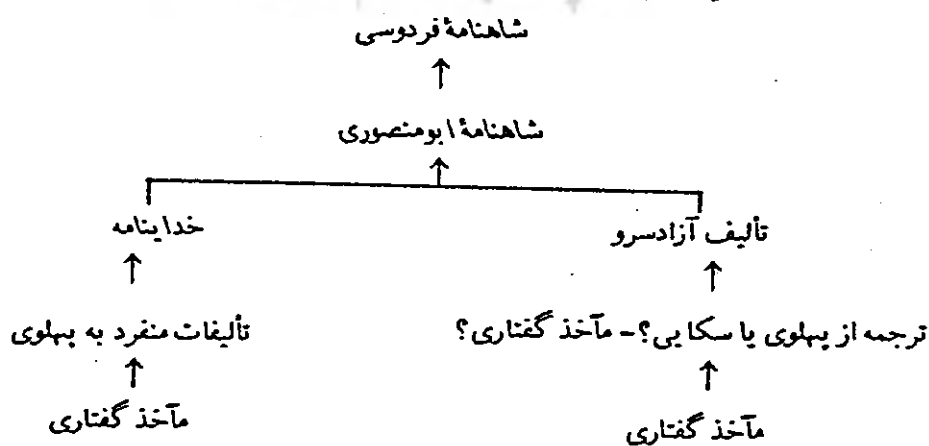 شاهنامهٔ فردوسی
↑
شاهنامهٔ ابومنصوری
↑
تألیف آزادسرو خداینامه
↑ ↑
ترجمه از پهلوی یا سکایی؟ - مآخذ گفتاری؟ تألیفات منفرد به پهلوی
↑ ↑
مآخذ گفتاری مآخذ گفتاری